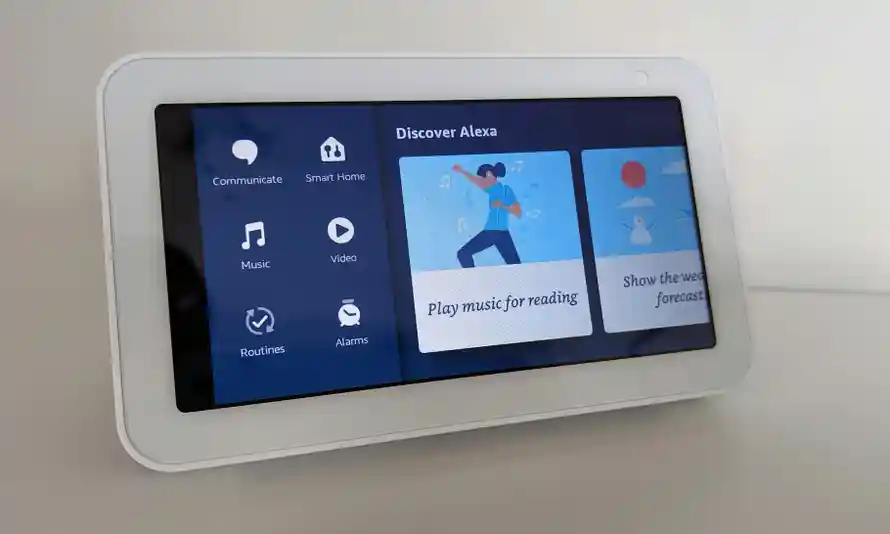 Communicate
Smart Home
Music
Video
Routines
Alarms
Discover Alexa
Play music for reading
Show the
forecast